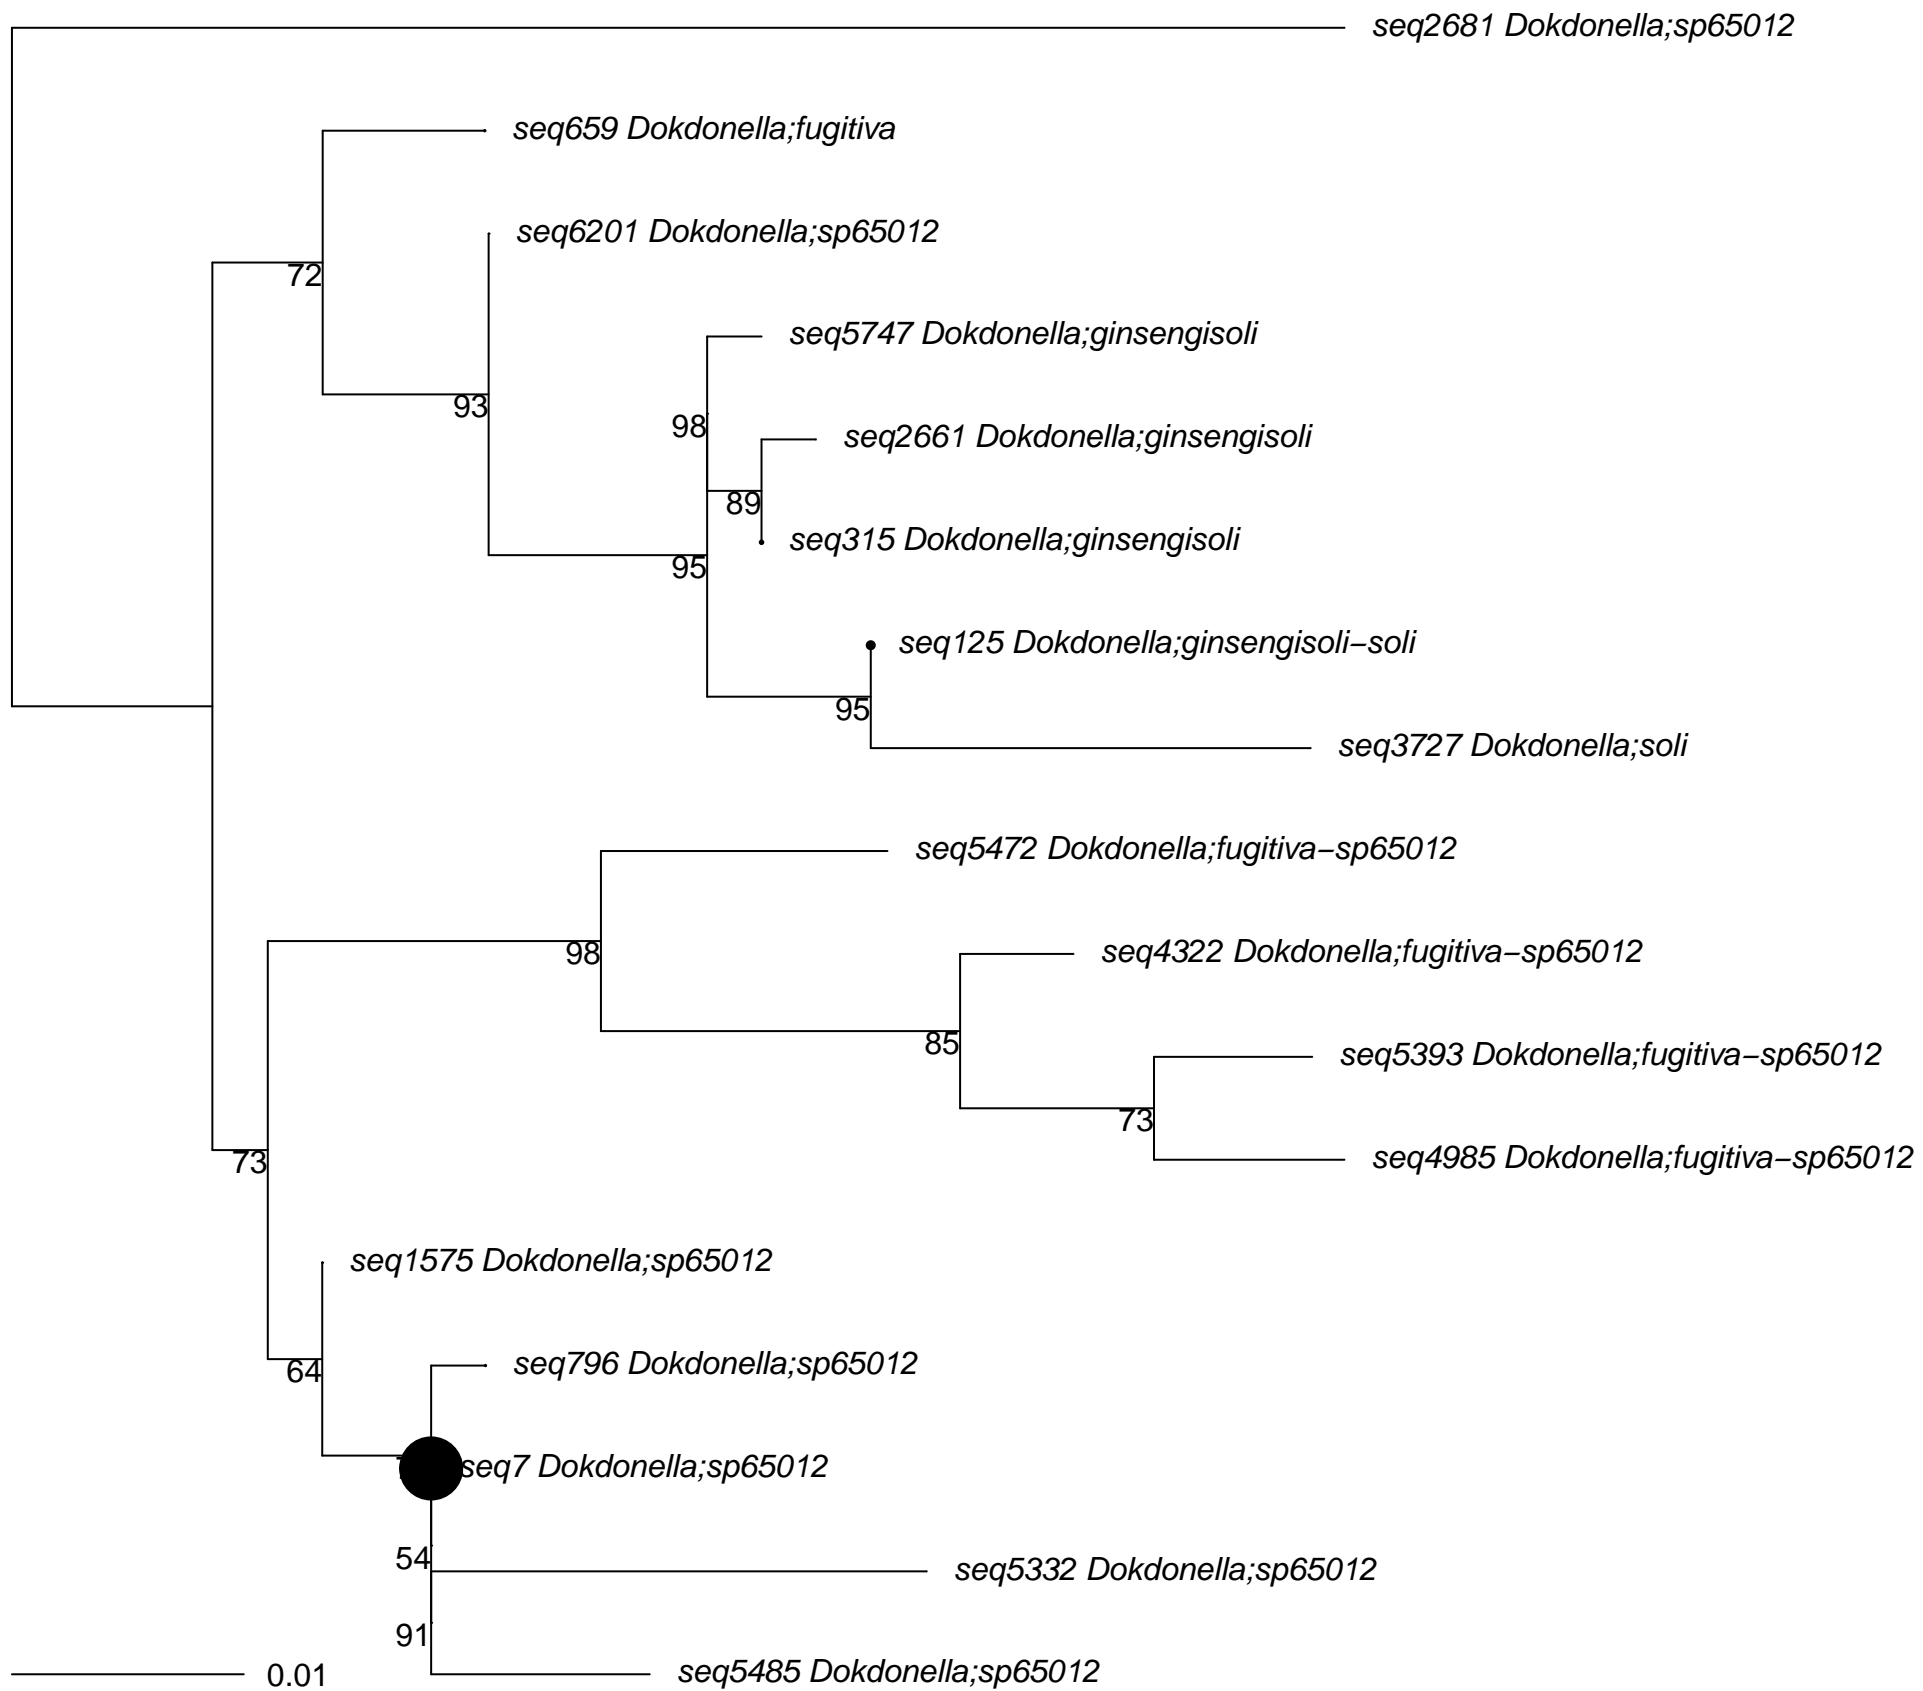 seq2681 Dokdonella;sp65012
seq659 Dokdonella;fugitiva
seq6201 Dokdonella;sp65012
72
seq5747 Dokdonella;ginsengisoli
93
98
seq2661 Dokdonella;ginsengisoli
89
seq315 Dokdonella;ginsengisoli
95
seq125 Dokdonella;ginsengisoli−soli
95
seq3727 Dokdonella;soli
seq5472 Dokdonella;fugitiva−sp65012
98
seq4322 Dokdonella;fugitiva−sp65012
85
seq5393 Dokdonella;fugitiva−sp65012
73
seq4985 Dokdonella;fugitiva−sp65012
73
seq1575 Dokdonella;sp65012
64
seq796 Dokdonella;sp65012
seq7 Dokdonella;sp65012
54
seq5332 Dokdonella;sp65012
91
seq5485 Dokdonella;sp65012
0.01